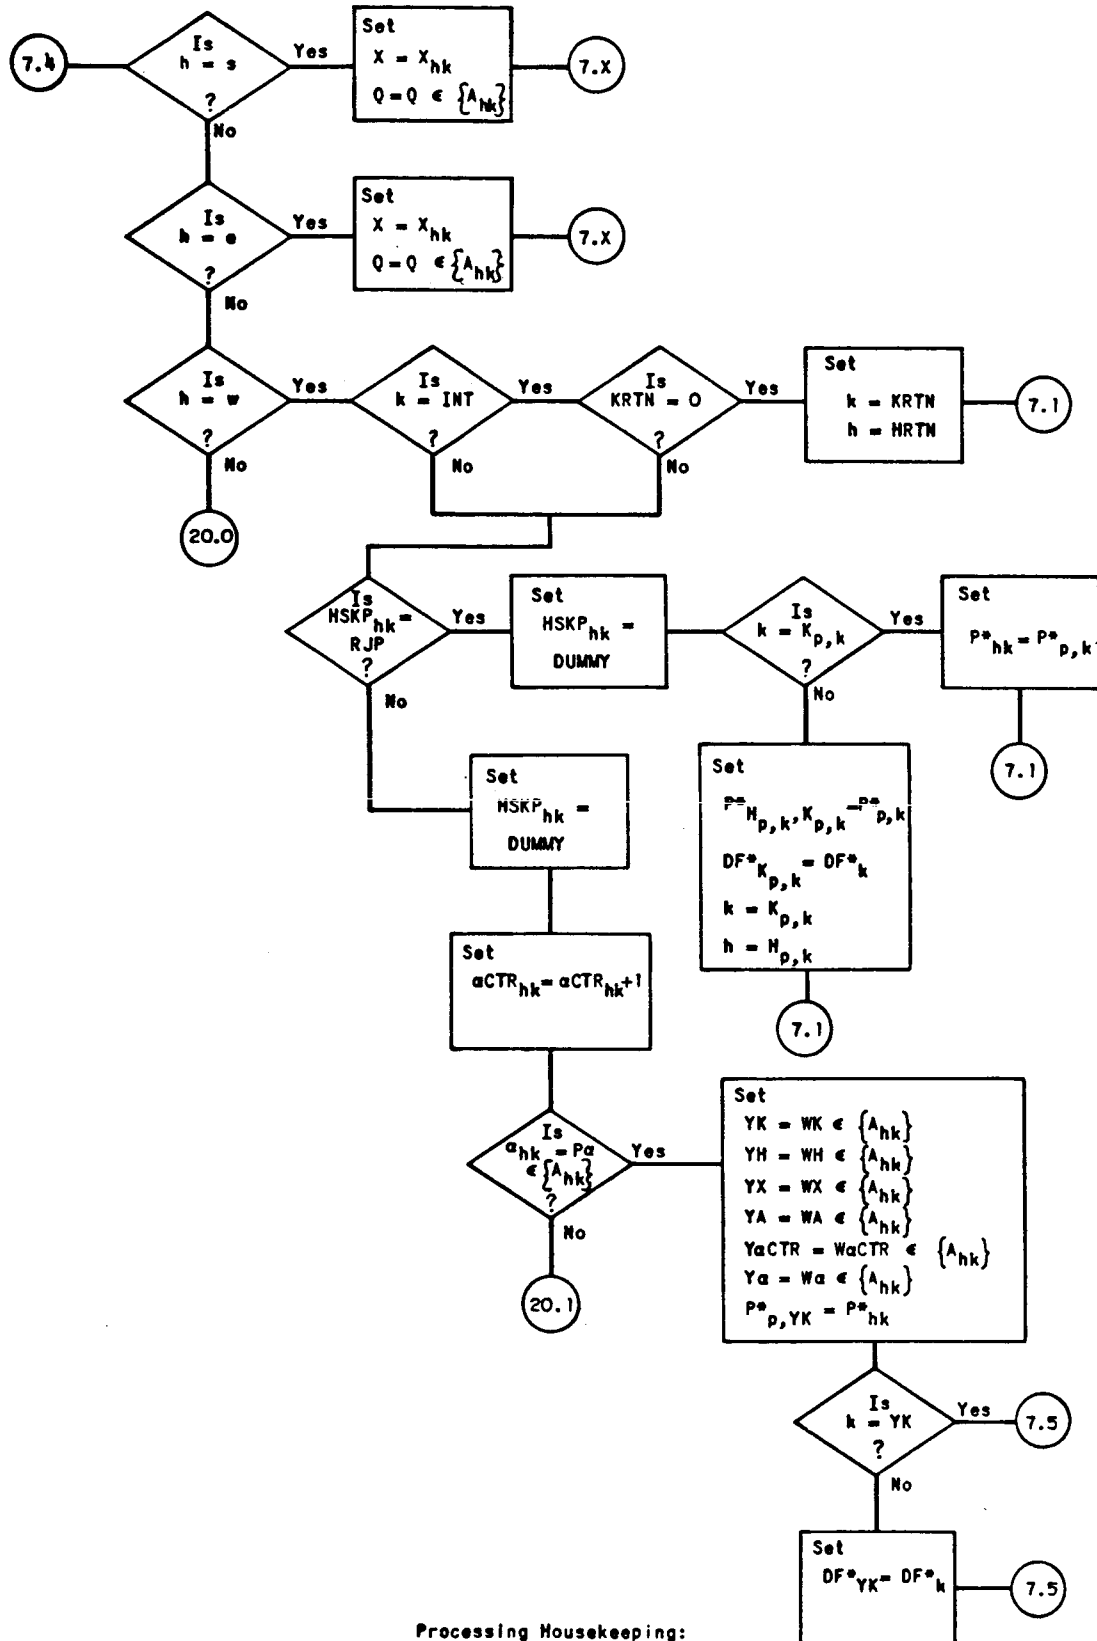 7.4
Is
h = s
?
Yes
No
Set
X = X_hk
Q=Q ∈ {A_hk}
7.X
Is
h = e
?
Yes
No
Set
X = X_hk
Q=Q ∈ {A_hk}
7.X
Is
h = w
?
Yes
No
20.0
Is
k = INT
?
Yes
No
Is
KRTN = 0
?
Yes
No
Set
k = KRTN
h = HRTN
7.1
Is
HSKP_hk =
RJP
?
Yes
No
Set
HSKP_hk =
DUMMY
Is
k = K_p,k
?
Yes
No
Set
P*_hk = P*_p,k
7.1
Set
P*_H_p,k,K_p,k = P*_p,k
DF*_K_p,k = DF*_k
k = K_p,k
h = H_p,k
7.1
Set
HSKP_hk =
DUMMY
Set
αCTR_hk = αCTR_hk+1
Is
α_hk = Pα
∈ {A_hk}
?
Yes
No
20.1
Set
YK = WK ∈ {A_hk}
YH = WH ∈ {A_hk}
YX = WX ∈ {A_hk}
YA = WA ∈ {A_hk}
YαCTR = WαCTR ∈ {A_hk}
Yα = Wα ∈ {A_hk}
P*_p,YK = P*_hk
Is
k = YK
?
Yes
No
7.5
Set
DF*_YK = DF*_k
7.5
Processing Housekeeping: